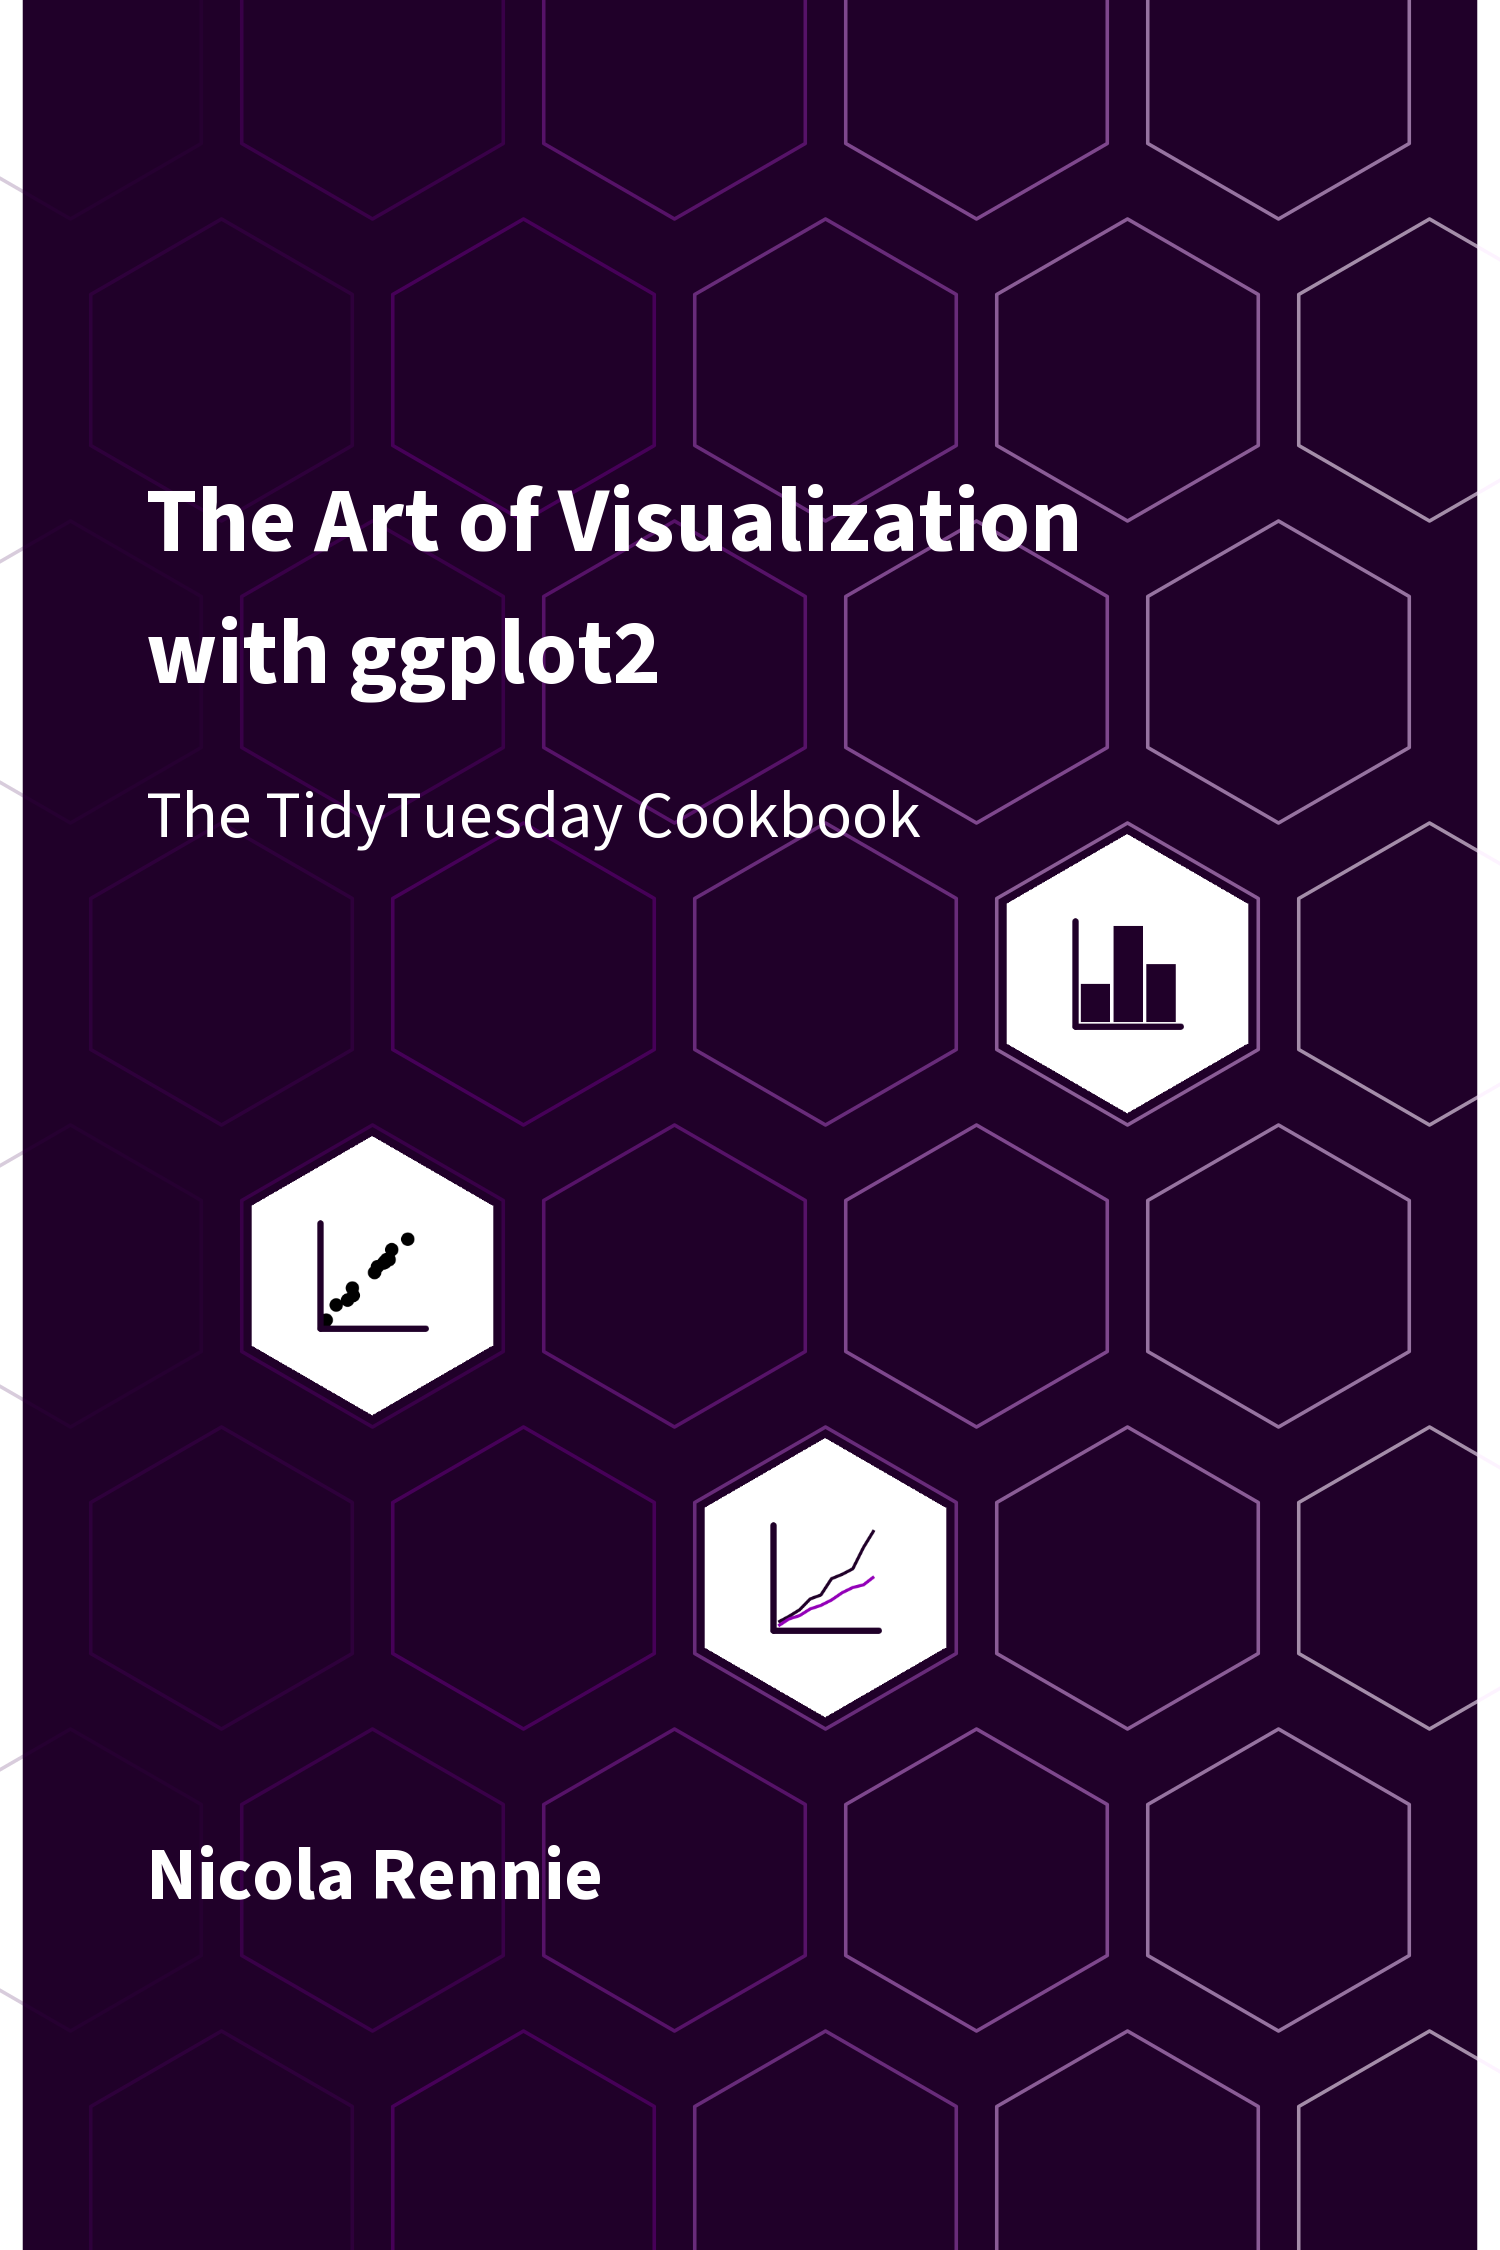 The Art of Visualization
with ggplot2
The TidyTuesday Cookbook
Nicola Rennie